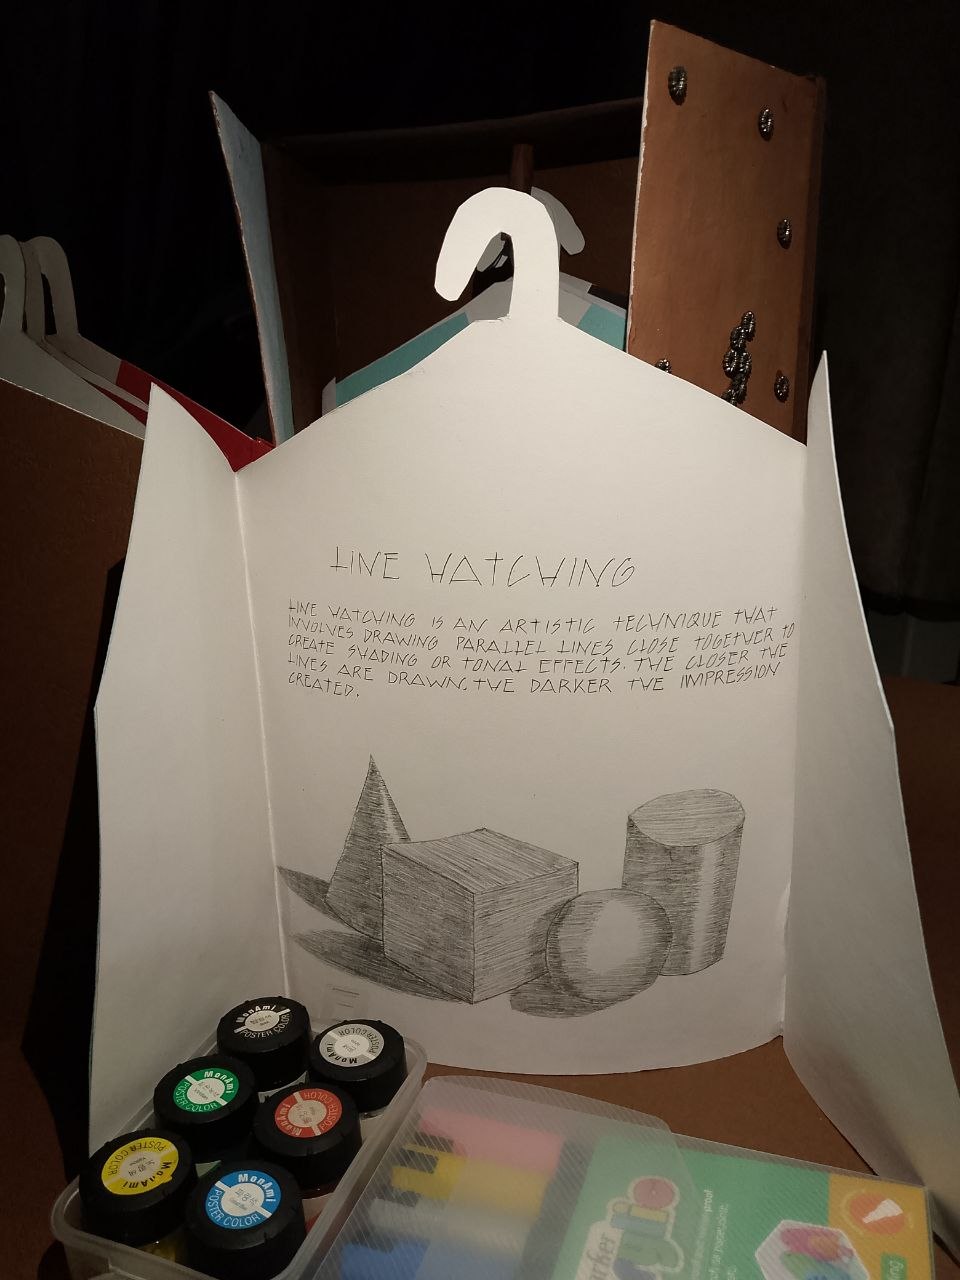 LINE HATCHING
LINE HATCHING IS AN ARTISTIC TECHNIQUE THAT
INVOLVES DRAWING PARALLEL LINES CLOSE TOGETHER TO
CREATE SHADING OR TONAL EFFECTS. THE CLOSER THE
LINES ARE DRAWN, THE DARKER THE IMPRESSION
CREATED.
MonAmi
POSTER COLOR
MonAmi
POSTER COLOR
MonAmi
POSTER COLOR
MonAmi
POSTER COLOR
MonAmi
POSTER COLOR
MonAmi
POSTER COLOR